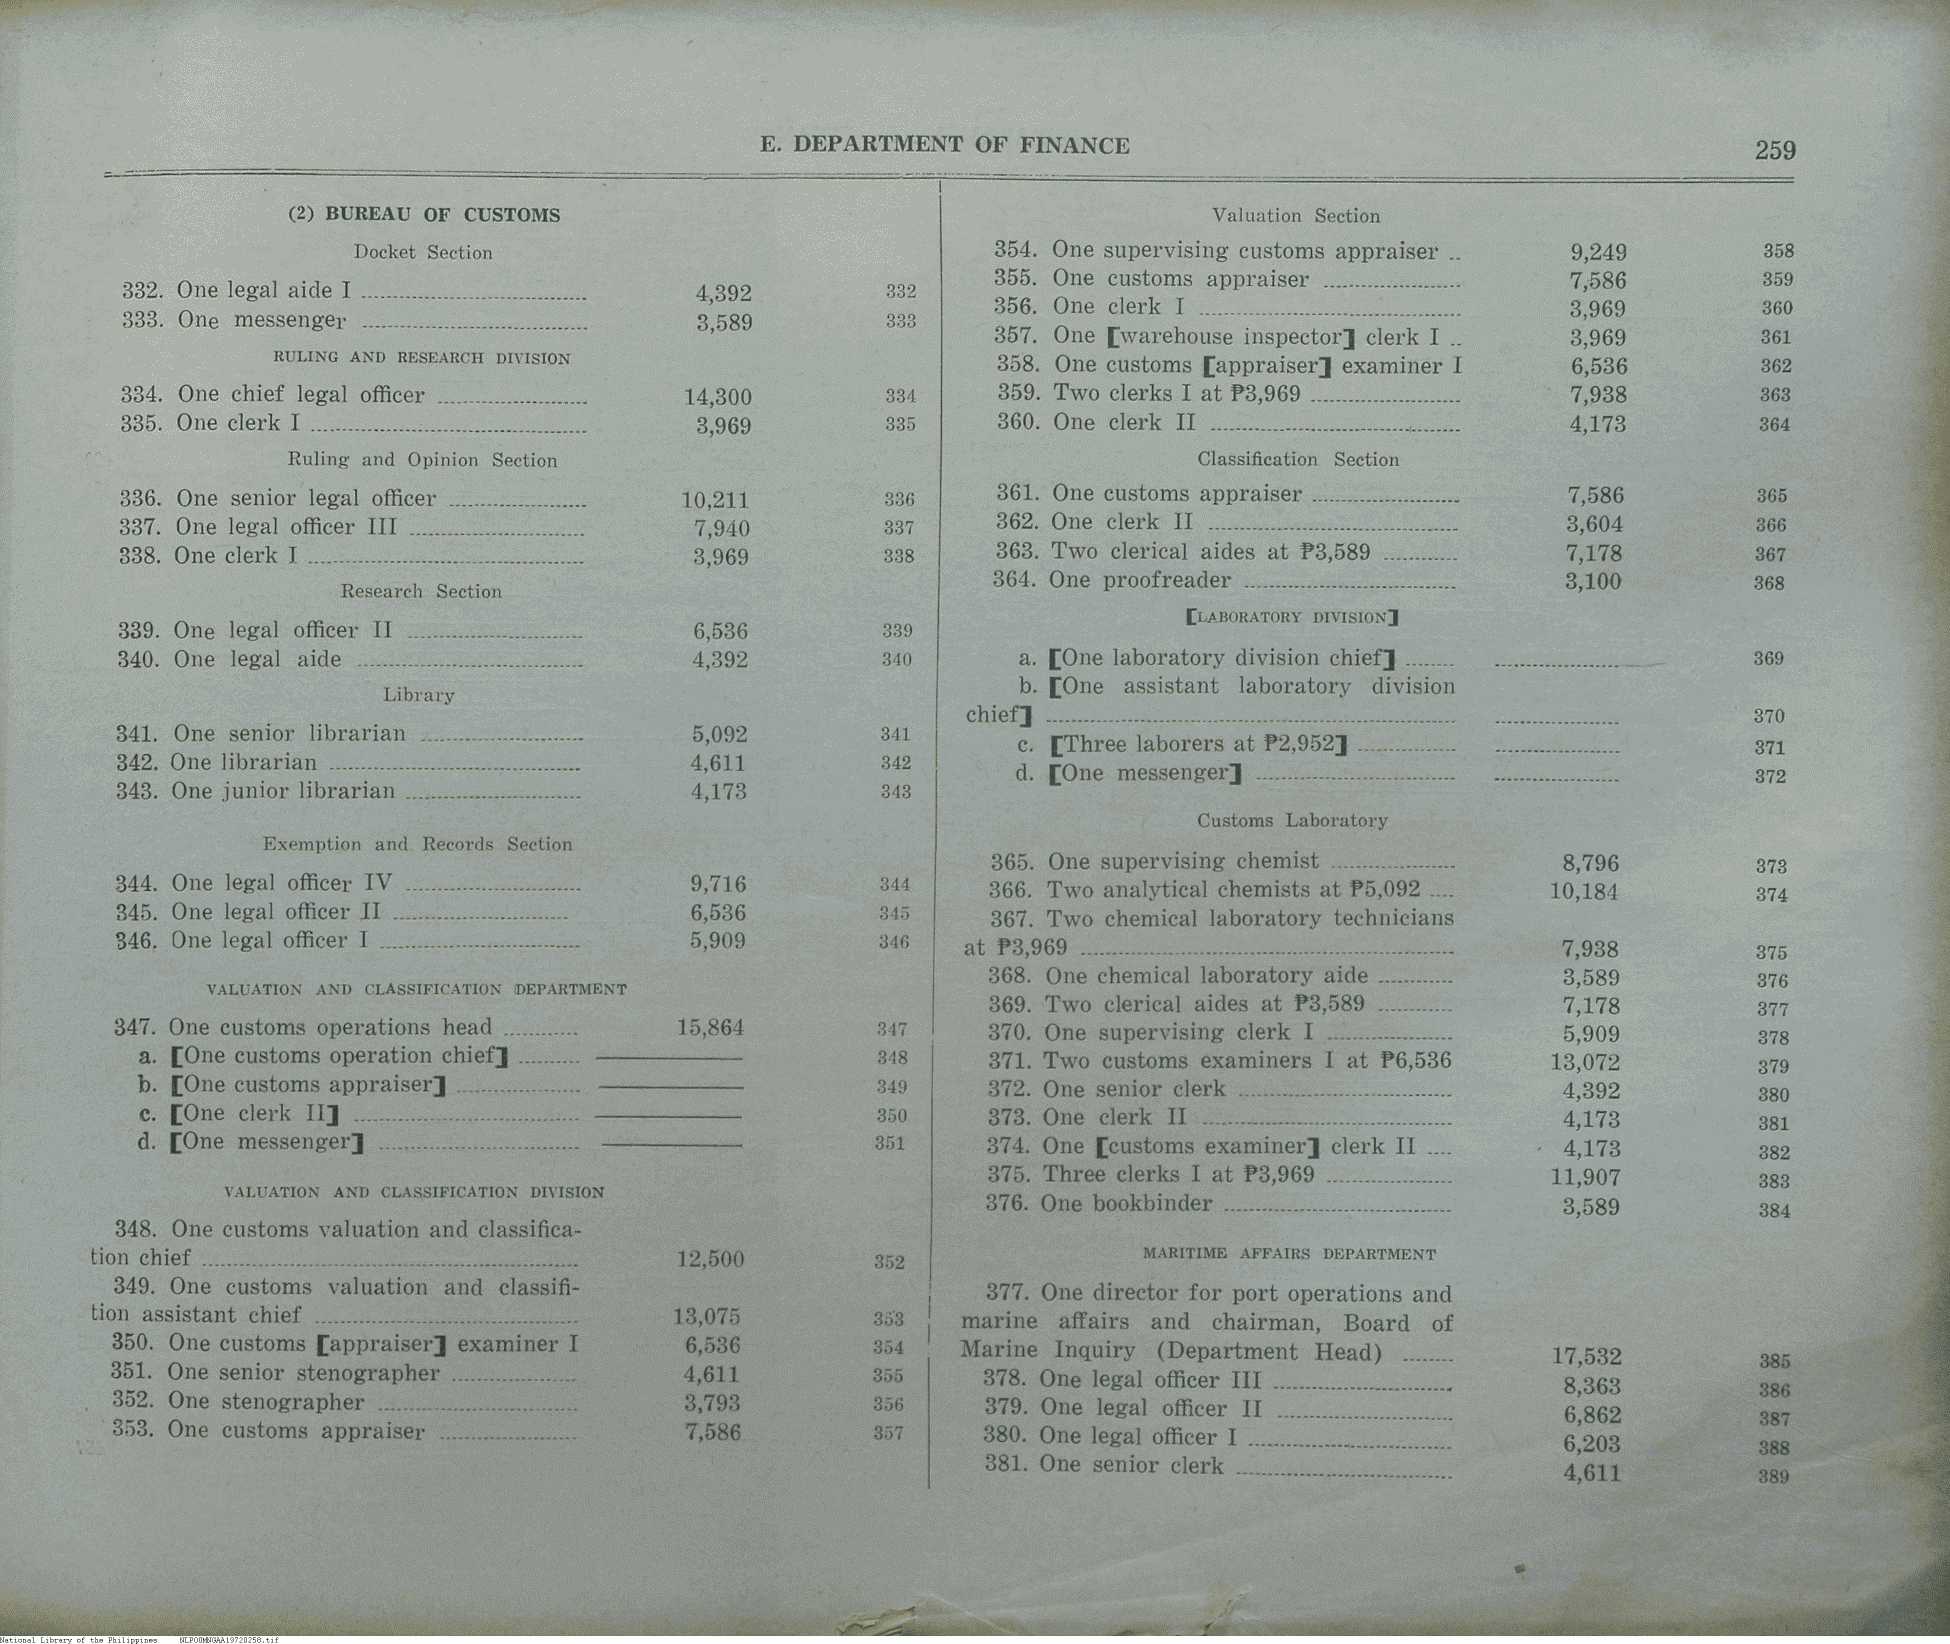 E. DEPARTMENT OF FINANCE
259
(2) BUREAU OF CUSTOMS
Docket Section
332. One legal aide I 4,392 332
333. One messenger 3,589 333
RULING AND RESEARCH DIVISION
334. One chief legal officer 14,300 334
335. One clerk I 3,969 335
Ruling and Opinion Section
336. One senior legal officer 10,211 336
337. One legal officer III 7,940 337
338. One clerk I 3,969 338
Research Section
339. One legal officer II 6,536 339
340. One legal aide 4,392 340
Library
341. One senior librarian 5,092 341
342. One librarian 4,611 342
343. One junior librarian 4,173 343
Exemption and Records Section
344. One legal officer IV 9,716 344
345. One legal officer II 6,536 345
346. One legal officer I 5,909 346
VALUATION AND CLASSIFICATION DEPARTMENT
347. One customs operations head 15,864 347
a. [One customs operation chief] 348
b. [One customs appraiser] 349
c. [One clerk II] 350
d. [One messenger] 351
VALUATION AND CLASSIFICATION DIVISION
348. One customs valuation and classifica-
tion chief 12,500 352
349. One customs valuation and classifi-
tion assistant chief 13,075 353
350. One customs [appraiser] examiner I 6,536 354
351. One senior stenographer 4,611 355
352. One stenographer 3,793 356
353. One customs appraiser 7,586 357
Valuation Section
354. One supervising customs appraiser 9,249 358
355. One customs appraiser 7,586 359
356. One clerk I 3,969 360
357. One [warehouse inspector] clerk I 3,969 361
358. One customs [appraiser] examiner I 6,536 362
359. Two clerks I at ₱3,969 7,938 363
360. One clerk II 4,173 364
Classification Section
361. One customs appraiser 7,586 365
362. One clerk II 3,604 366
363. Two clerical aides at ₱3,589 7,178 367
364. One proofreader 3,100 368
[LABORATORY DIVISION]
a. [One laboratory division chief] 369
b. [One assistant laboratory division
chief] 370
c. [Three laborers at ₱2,952] 371
d. [One messenger] 372
Customs Laboratory
365. One supervising chemist 8,796 373
366. Two analytical chemists at ₱5,092 10,184 374
367. Two chemical laboratory technicians
at ₱3,969 7,938 375
368. One chemical laboratory aide 3,589 376
369. Two clerical aides at ₱3,589 7,178 377
370. One supervising clerk I 5,909 378
371. Two customs examiners I at ₱6,536 13,072 379
372. One senior clerk 4,392 380
373. One clerk II 4,173 381
374. One [customs examiner] clerk II 4,173 382
375. Three clerks I at ₱3,969 11,907 383
376. One bookbinder 3,589 384
MARITIME AFFAIRS DEPARTMENT
377. One director for port operations and
marine affairs and chairman, Board of
Marine Inquiry (Department Head) 17,532 385
378. One legal officer III 8,363 386
379. One legal officer II 6,862 387
380. One legal officer I 6,203 388
381. One senior clerk 4,611 389
National Library of the Philippines NLPOBMNGAA19720258.tif